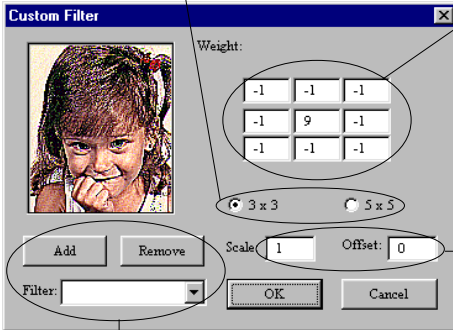 Custom Filter
Weight:
-1 -1 -1
-1 9 -1
-1 -1 -1
3 x 3 5 x 5
Add Remove Scale: 1 Offset: 0
Filter: OK Cancel